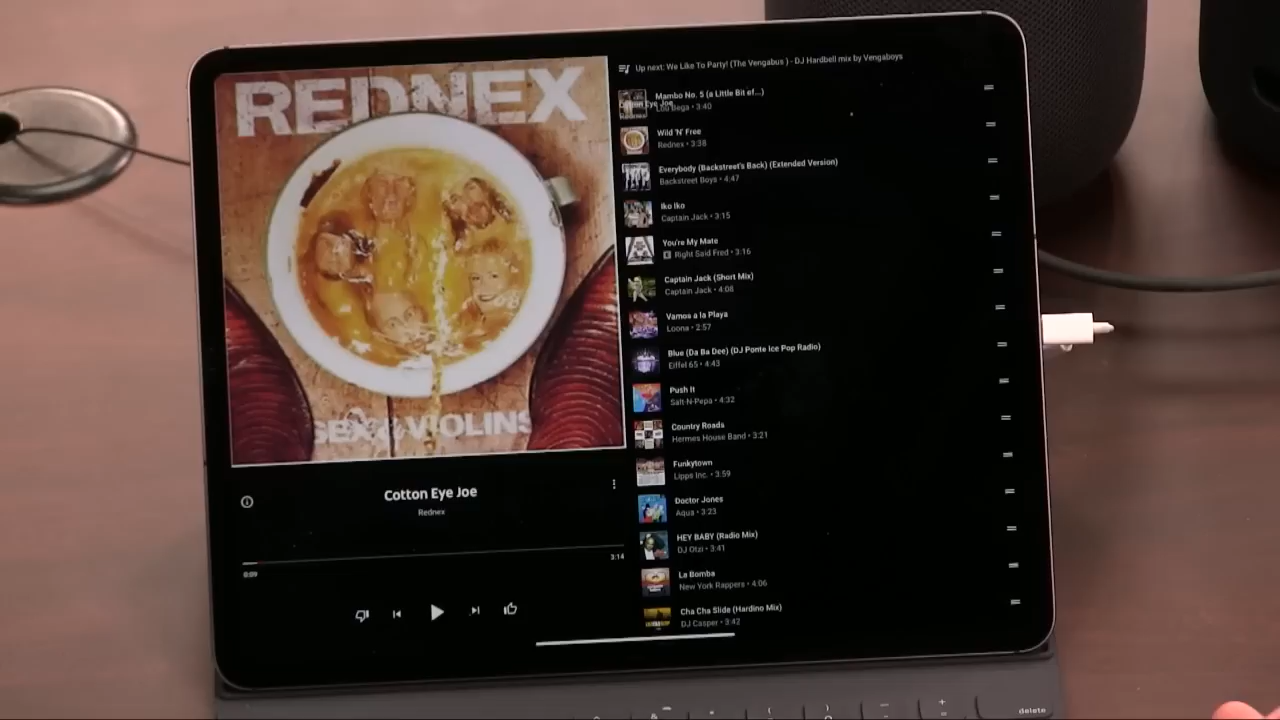 REDNEX
SEX & VIOLINS
Cotton Eye Joe
Rednex
0:09
3:14
Up next: We Like To Party! (The Vengabus ) - DJ Hardbell mix by Vengaboys
Mambo No. 5 (a Little Bit of...)
Cotton Eye Joe
Lou Bega • 3:40
Rednex
Wild 'N' Free
Rednex • 3:38
Everybody (Backstreet's Back) (Extended Version)
Backstreet Boys • 4:47
Iko Iko
Captain Jack • 3:15
You're My Mate
Right Said Fred • 3:16
Captain Jack (Short Mix)
Captain Jack • 4:08
Vamos a la Playa
Loona • 2:57
Blue (Da Ba Dee) (DJ Ponte Ice Pop Radio)
Eiffel 65 • 4:43
Push It
Salt-N-Pepa • 4:32
Country Roads
Hermes House Band • 3:21
Funkytown
Lipps Inc. • 3:59
Doctor Jones
Aqua • 3:23
HEY BABY (Radio Mix)
DJ Otzi • 3:41
La Bomba
New York Rappers • 4:06
Cha Cha Slide (Hardino Mix)
DJ Casper • 3:42
delete